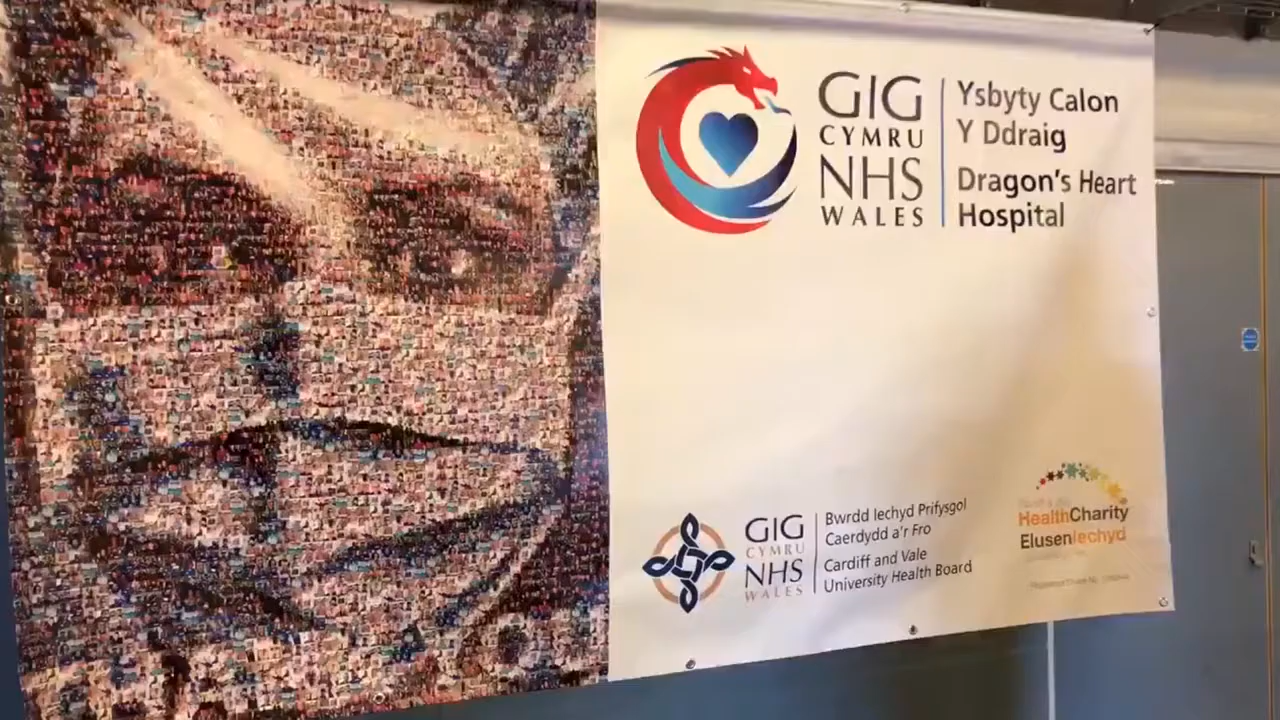 GIG
CYMRU
NHS
WALES
Ysbyty Calon
Y Ddraig
Dragon's Heart
Hospital
GIG
CYMRU
NHS
WALES
Bwrdd Iechyd Prifysgol
Caerdydd a'r Fro
Cardiff and Vale
University Health Board
HealthCharity
ElusenIechyd